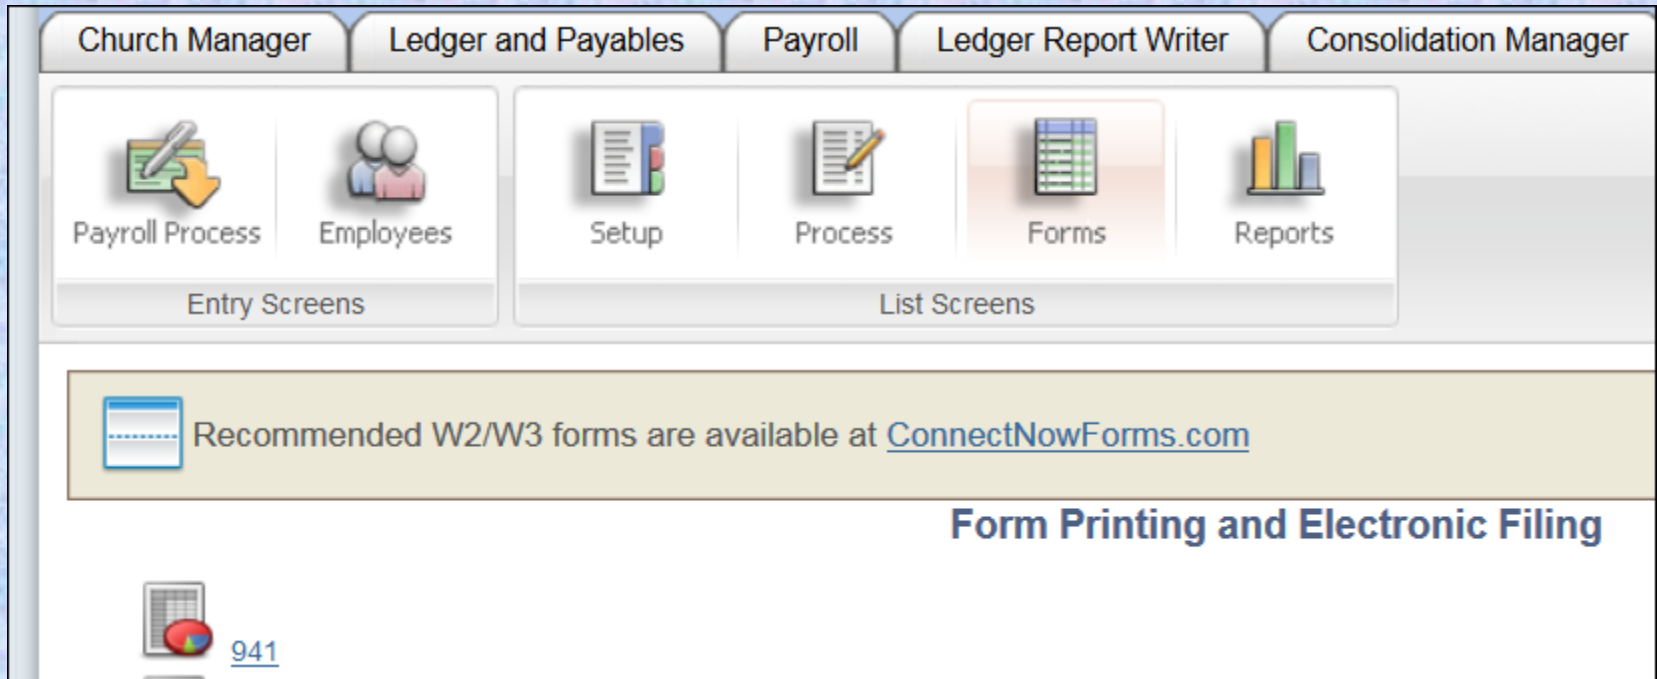 Church Manager Ledger and Payables Payroll Ledger Report Writer Consolidation Manager
Payroll Process Employees Setup Process Forms Reports
Entry Screens List Screens
Recommended W2/W3 forms are available at ConnectNowForms.com
Form Printing and Electronic Filing
941